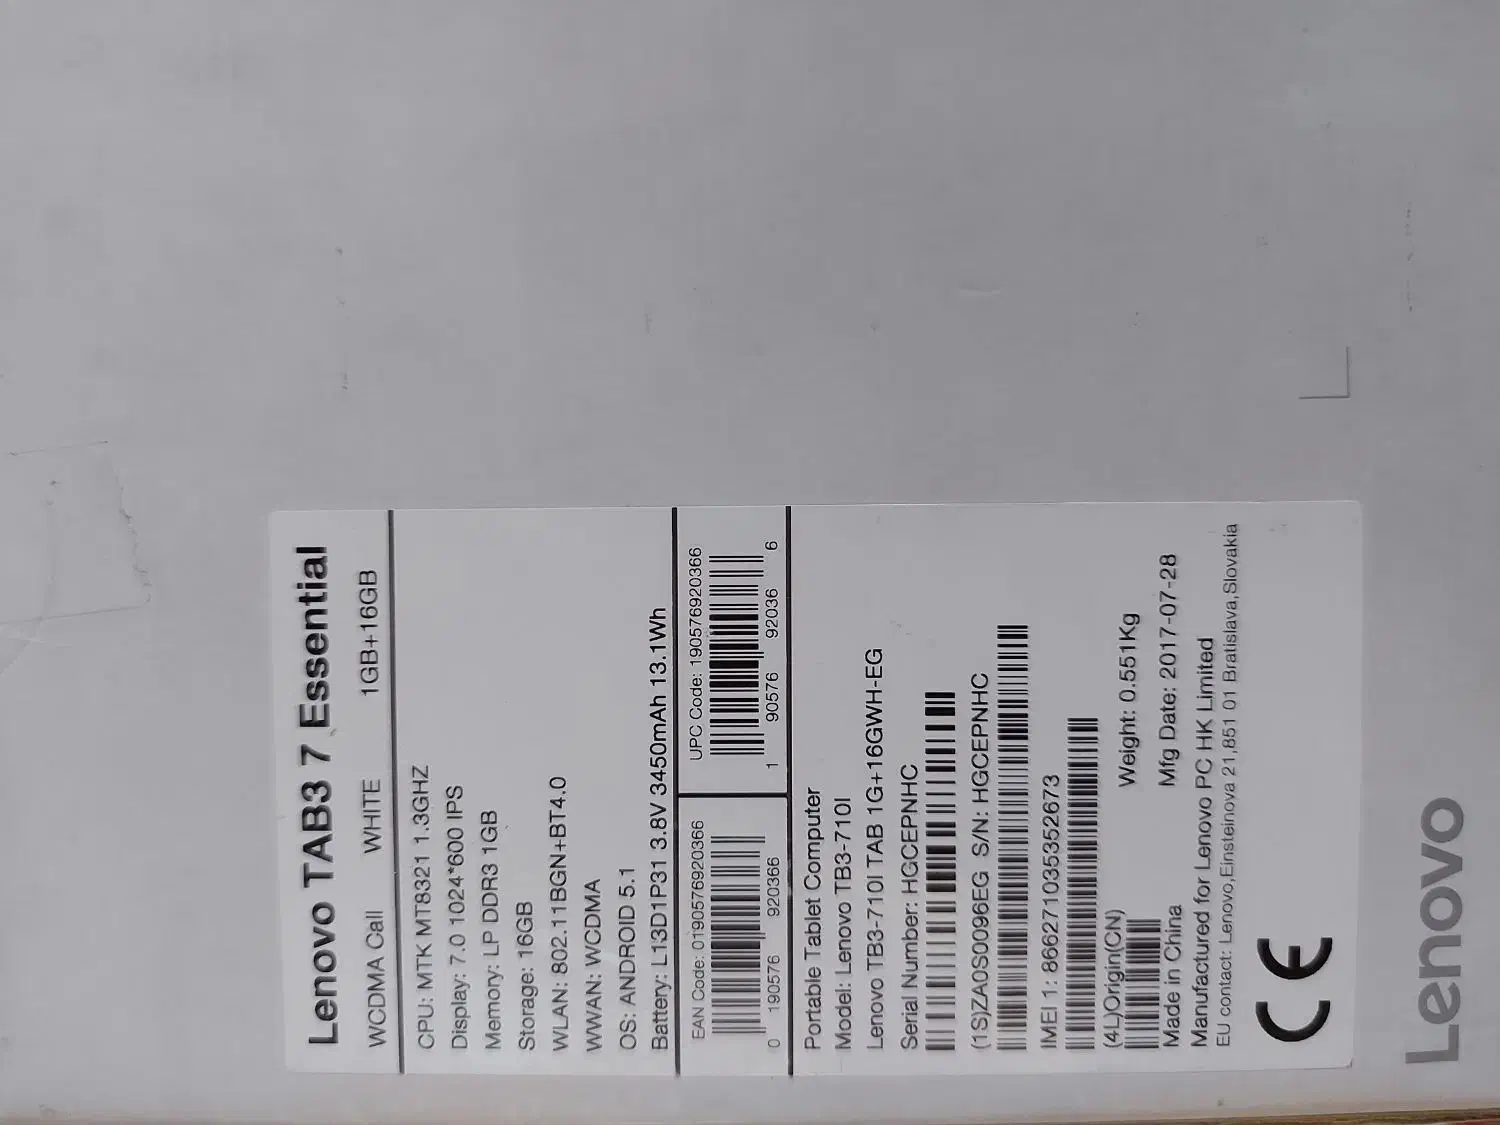 Lenovo TAB3 7 Essential
WCDMA Call WHITE 1GB+16GB
CPU: MTK MT8321 1.3GHZ
Display: 7.0 1024*600 IPS
Memory: LP DDR3 1GB
Storage: 16GB
WLAN: 802.11BGN+BT4.0
WWAN: WCDMA
OS: ANDROID 5.1
Battery: L13D1P31 3.8V 3450mAh 13.1Wh
EAN Code: 0190576920366
0 190576 920366
UPC Code: 190576920366
1 90576 92036 6
Portable Tablet Computer
Model: Lenovo TB3-710I
Lenovo TB3-710I TAB 1G+16GWH-EG
Serial Number: HGCEPNHC
(1S)ZA0S0096EG S/N: HGCEPNHC
IMEI 1: 866271035352673
(4L)Origin(CN) Weight: 0.551Kg
Made in China Mfg Date: 2017-07-28
Manufactured for Lenovo PC HK Limited
EU contact: Lenovo,Einsteinova 21,851 01 Bratislava,Slovakia
CE
Lenovo